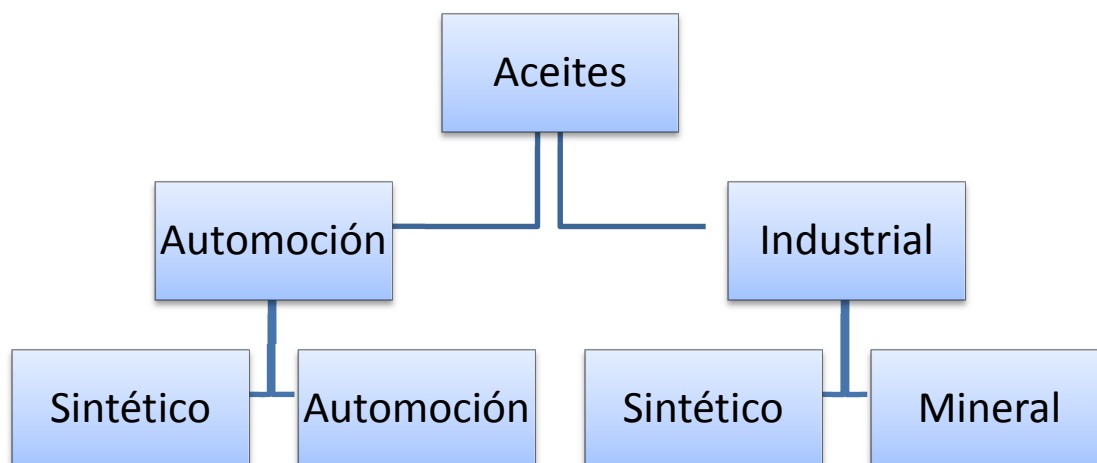 Aceites
Automoción
Industrial
Sintético
Automoción
Sintético
Mineral